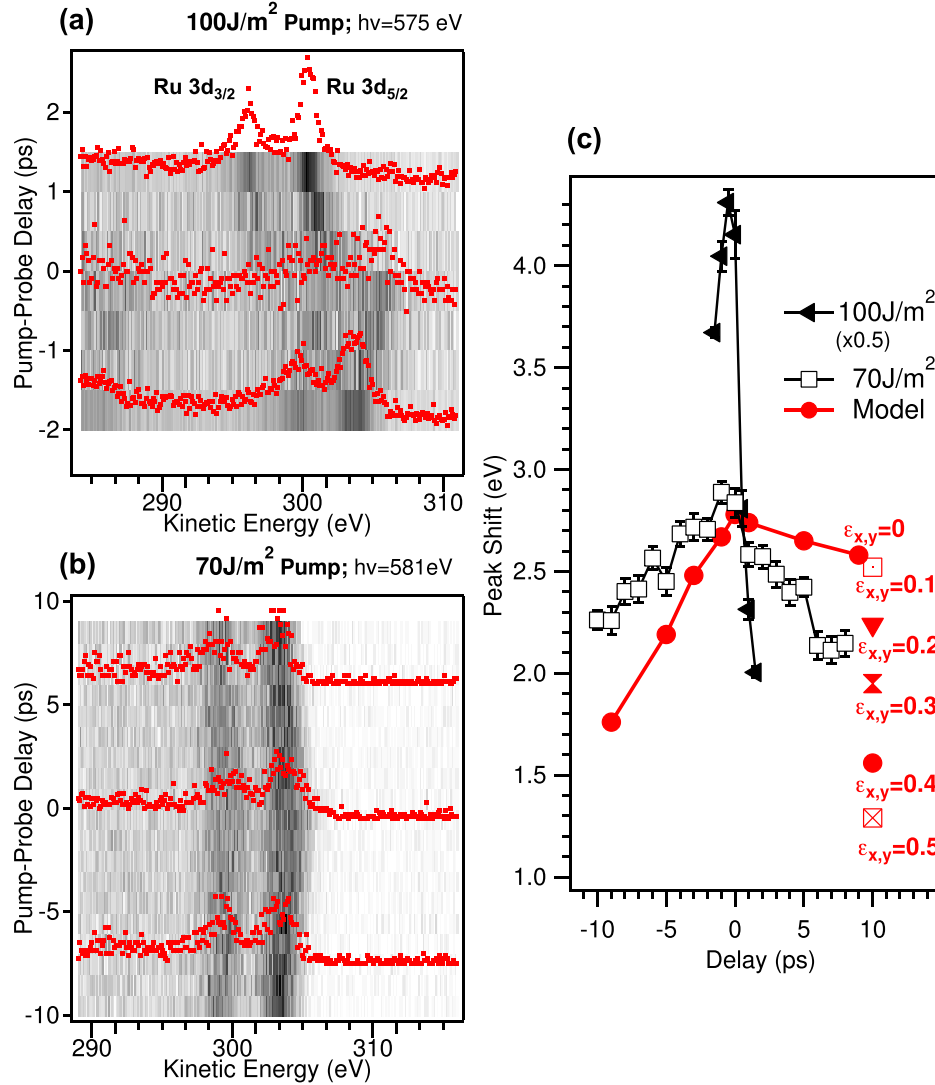 (a)
100J/m² Pump; hν=575 eV
Ru 3d3/2
Ru 3d5/2
Pump-Probe Delay (ps)
2
1
0
-1
-2
290
300
310
Kinetic Energy (eV)
(b)
70J/m² Pump; hν=581eV
Pump-Probe Delay (ps)
10
5
0
-5
-10
290
300
310
Kinetic Energy (eV)
(c)
Peak Shift (eV)
4.0
3.5
3.0
2.5
2.0
1.5
1.0
100J/m²
(x0.5)
70J/m²
Model
εx,y=0
εx,y=0.1
εx,y=0.2
εx,y=0.3
εx,y=0.4
εx,y=0.5
-10
-5
0
5
10
Delay (ps)